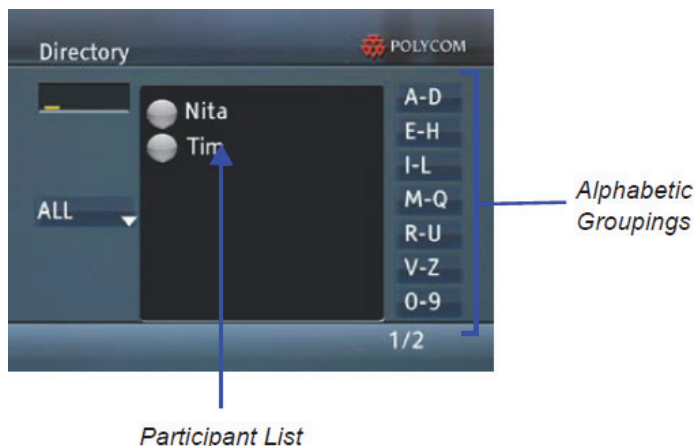 Directory
POLYCOM
Nita
Tim
ALL
A-D
E-H
I-L
M-Q
R-U
V-Z
0-9
1/2
Alphabetic
Groupings
Participant List